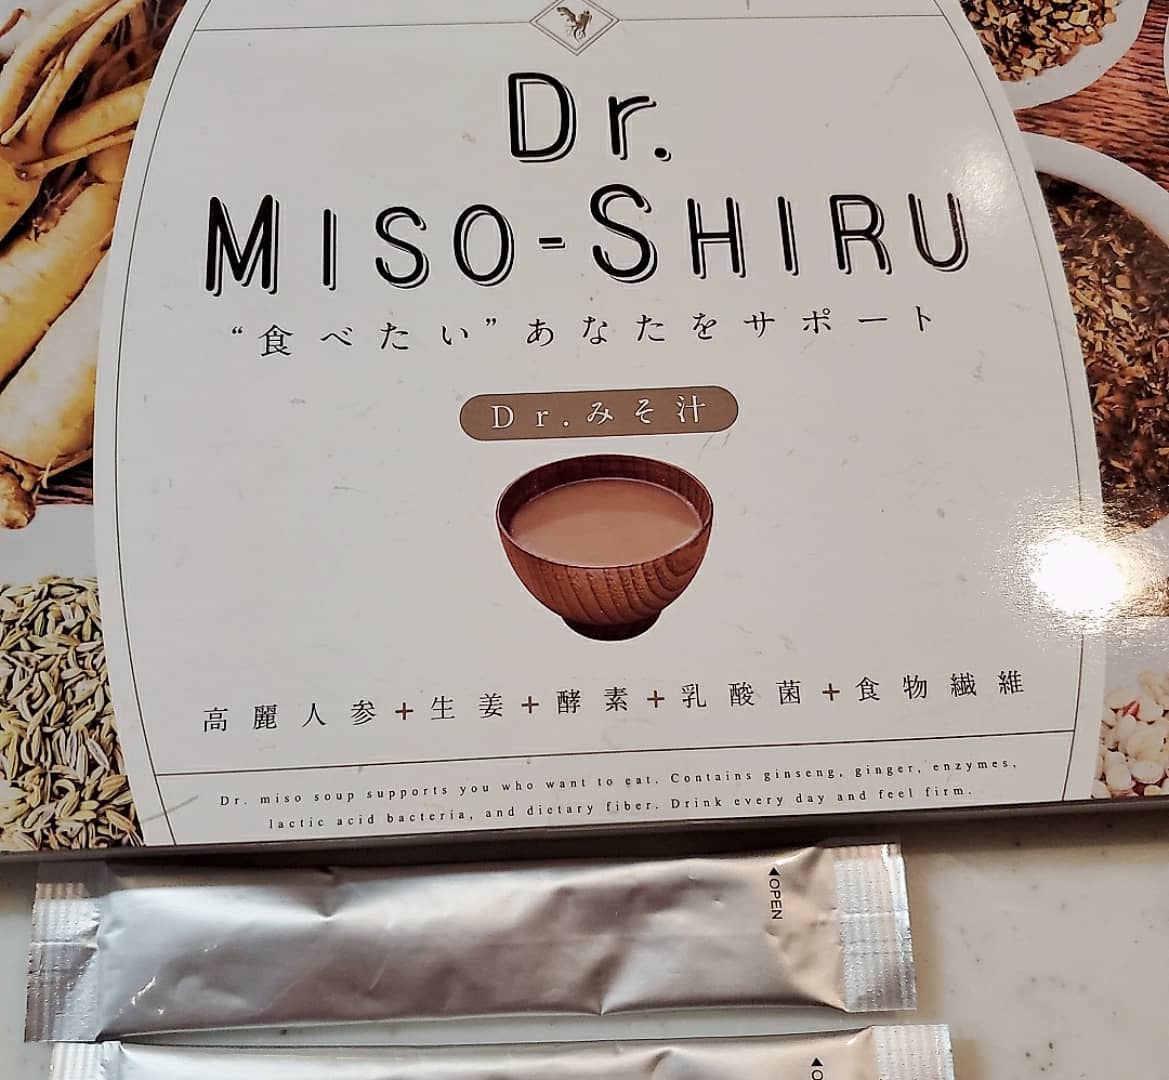 Dr.
MISO-SHIRU
“食べたい”あなたをサポート
Dr.みそ汁
高麗人参+生姜+酵素+乳酸菌+食物繊維
Dr. miso soup supports you who want to eat. Contains ginseng, ginger, enzymes,
lactic acid bacteria, and dietary fiber. Drink every day and feel firm.
◀OPEN